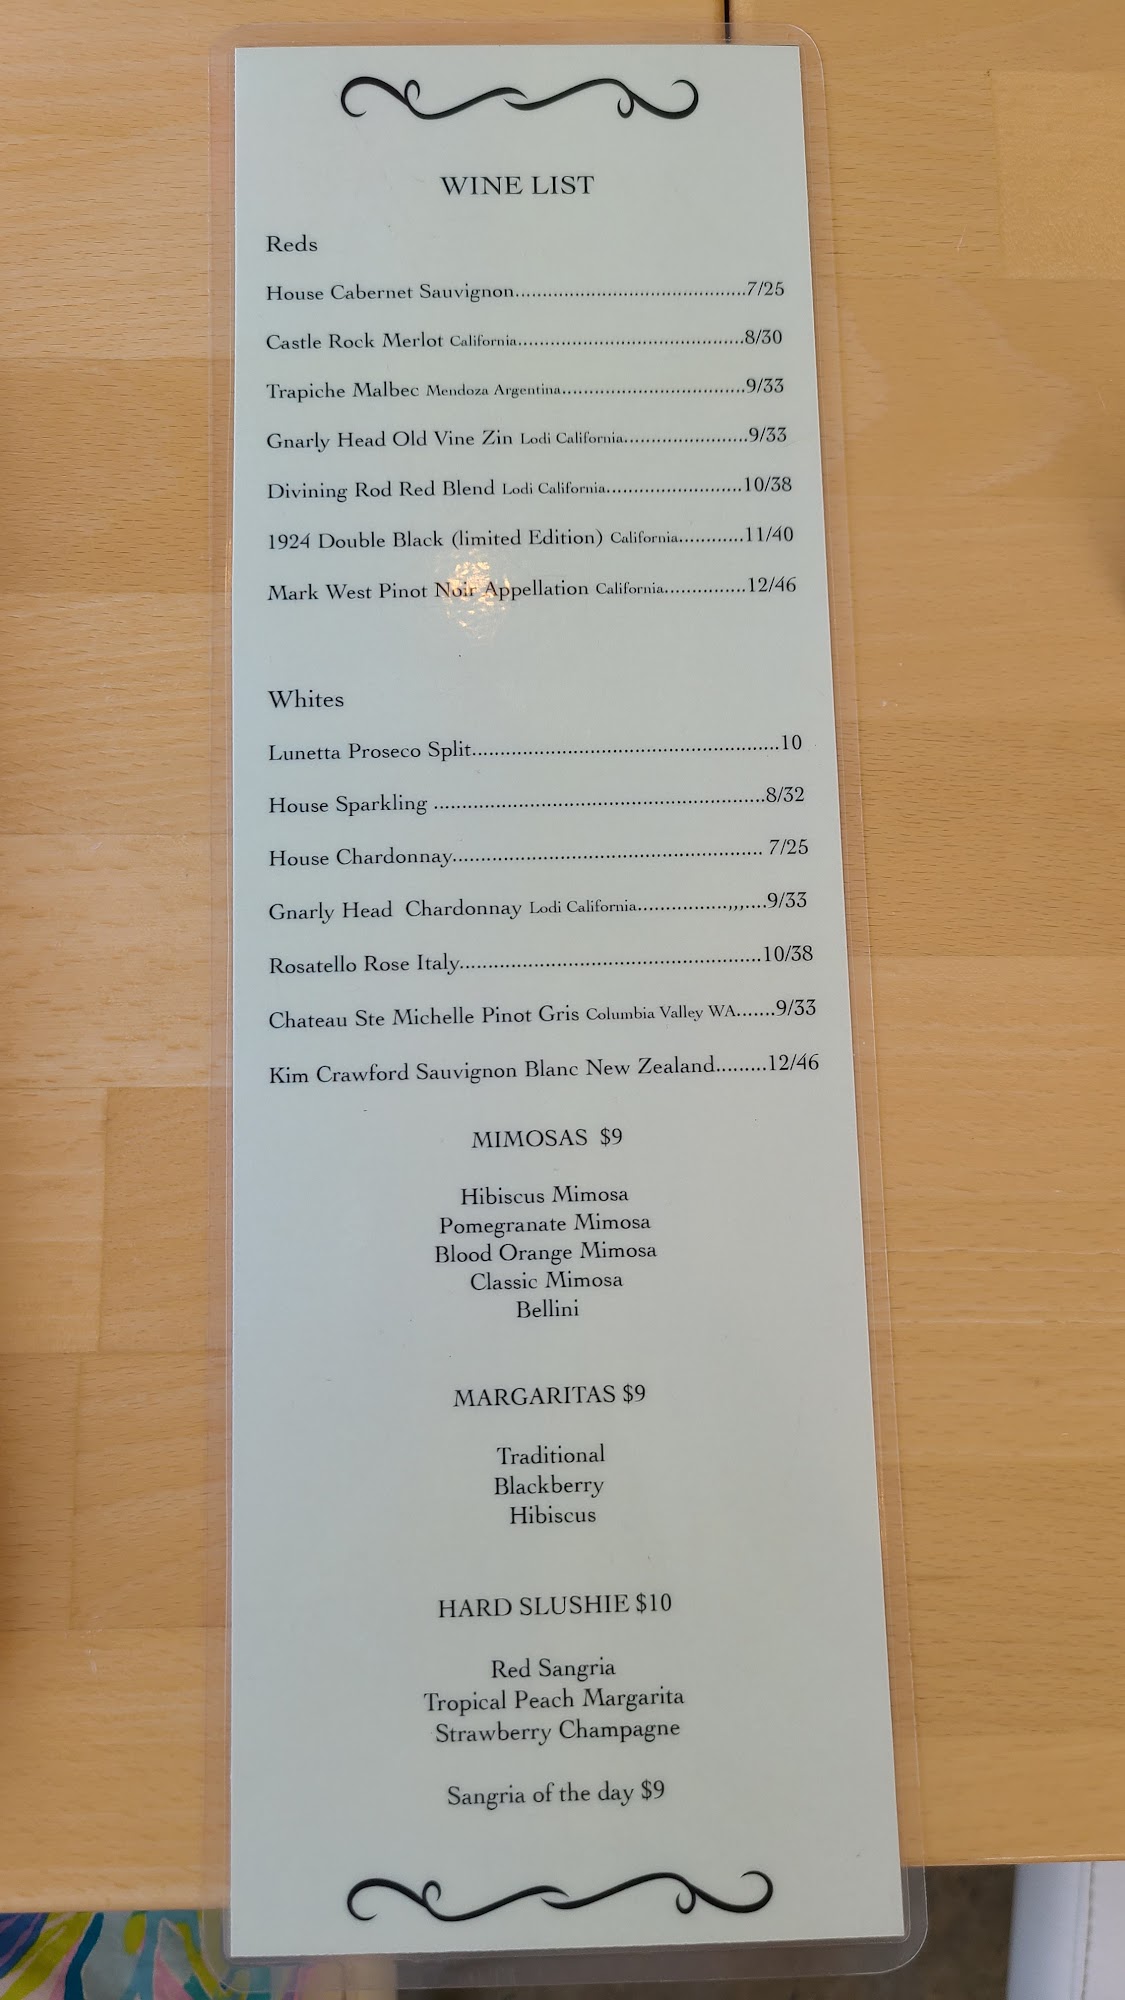 WINE LIST
Reds
House Cabernet Sauvignon..........................................7/25
Castle Rock Merlot California.........................................8/30
Trapiche Malbec Mendoza Argentina.................................9/33
Gnarly Head Old Vine Zin Lodi California......................9/33
Divining Rod Red Blend Lodi California........................10/38
1924 Double Black (limited Edition) California............11/40
Mark West Pinot Noir Appellation California...............12/46
Whites
Lunetta Proseco Split.......................................................10
House Sparkling ...........................................................8/32
House Chardonnay....................................................... 7/25
Gnarly Head  Chardonnay Lodi California................,,,,....9/33
Rosatello Rose Italy......................................................10/38
Chateau Ste Michelle Pinot Gris Columbia Valley WA.......9/33
Kim Crawford Sauvignon Blanc New Zealand.........12/46
MIMOSAS  $9
Hibiscus Mimosa
Pomegranate Mimosa
Blood Orange Mimosa
Classic Mimosa
Bellini
MARGARITAS $9
Traditional
Blackberry
Hibiscus
HARD SLUSHIE $10
Red Sangria
Tropical Peach Margarita
Strawberry Champagne
Sangria of the day $9